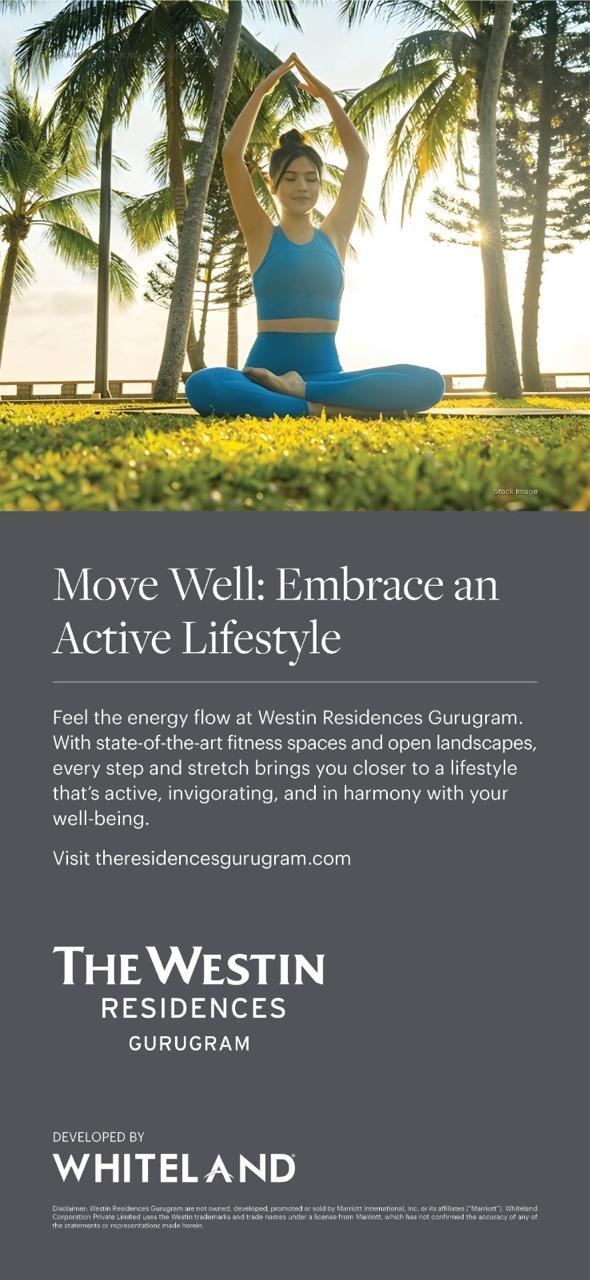 Stock Image
Move Well: Embrace an
Active Lifestyle
Feel the energy flow at Westin Residences Gurugram.
With state-of-the-art fitness spaces and open landscapes,
every step and stretch brings you closer to a lifestyle
that's active, invigorating, and in harmony with your
well-being.
Visit theresidencesgurugram.com
THE WESTIN
RESIDENCES
GURUGRAM
DEVELOPED BY
WHITELAND
Disclaimer: Westin Residences Gurugram are not owned, developed, promoted or sold by Marriott International, Inc. or its affiliates ("Marriott"). Whiteland
Corporation Private Limited uses the Westin trademarks and trade names under a license from Marriott, which has not confirmed the accuracy of any of
the statements or representations made herein.